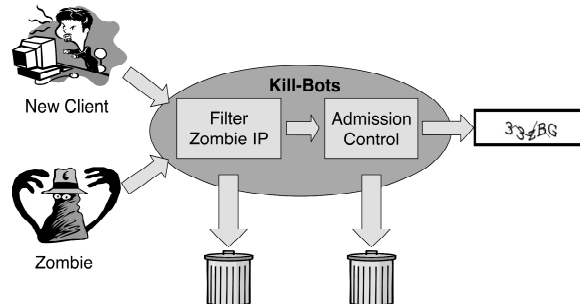 Kill-Bots
New Client
Filter
Zombie IP
Admission
Control
Zombie